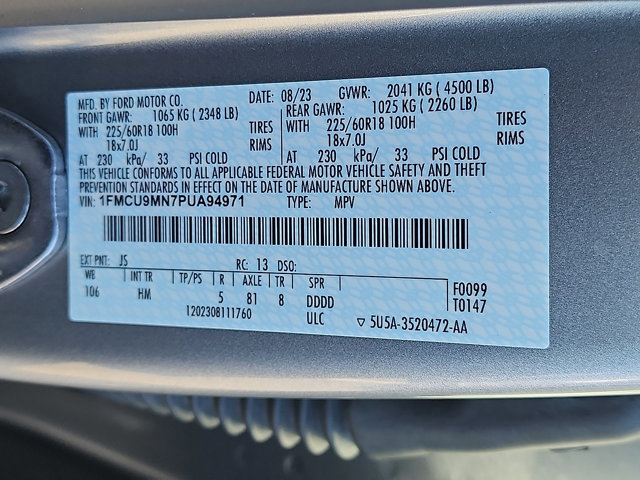 MFD. BY FORD MOTOR CO. DATE: 08/23 GVWR: 2041 KG ( 4500 LB)
FRONT GAWR: 1065 KG ( 2348 LB) REAR GAWR: 1025 KG ( 2260 LB)
WITH 225/60R18 100H TIRES WITH 225/60R18 100H TIRES
18x7.0J RIMS 18x7.0J RIMS
AT 230 kPa/ 33 PSI COLD AT 230 kPa/ 33 PSI COLD
THIS VEHICLE CONFORMS TO ALL APPLICABLE FEDERAL MOTOR VEHICLE SAFETY AND THEFT
PREVENTION STANDARDS IN EFFECT ON THE DATE OF MANUFACTURE SHOWN ABOVE.
VIN: 1FMCU9MN7PUA94971 TYPE: MPV
EXT PNT: JS RC: 13 DSO:
WB INT TR TP/PS R AXLE TR SPR F0099
106 HM 5 81 8 DDDD T0147
1202308111760 ULC 5U5A-3520472-AA